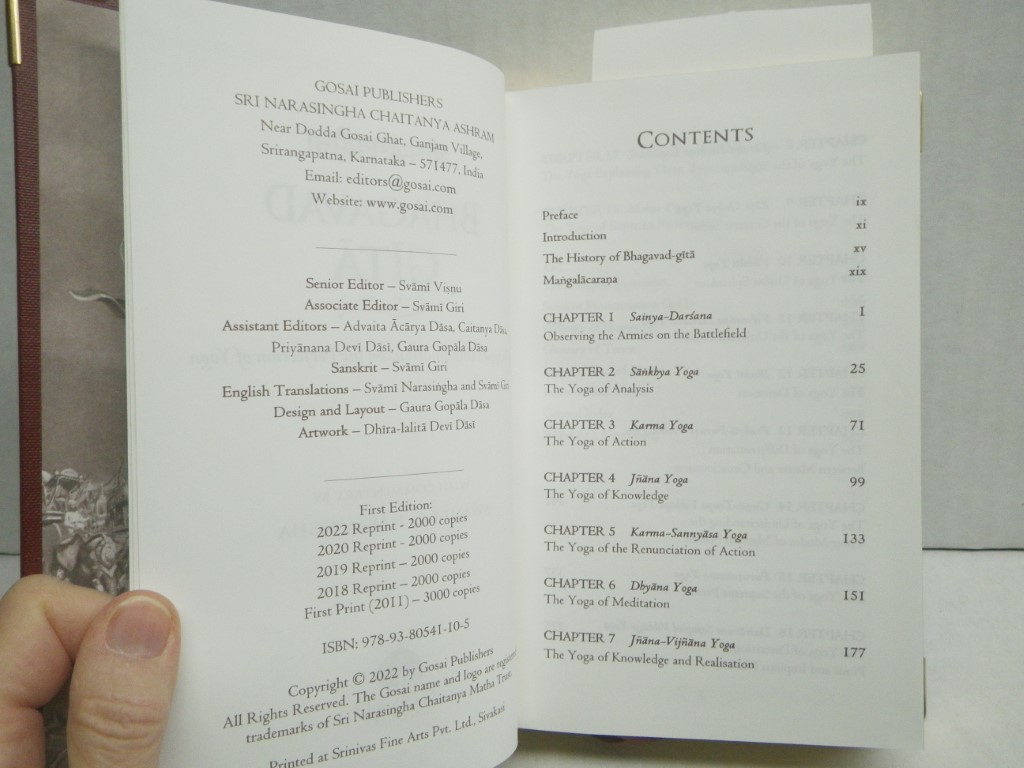 GOSAI PUBLISHERS
SRI NARASINGHA CHAITANYA ASHRAM
Near Dodda Gosai Ghat, Ganjam Village,
Srirangapatna, Karnataka – 571477, India
Email: editors@gosai.com
Website: www.gosai.com
Senior Editor – Svāmī Viṣṇu
Associate Editor – Svāmī Giri
Assistant Editors – Advaita Ācārya Dāsa, Caitanya Dāsa,
Priyānana Devī Dāsī, Gaura Gopāla Dāsa
Sanskrit – Svāmī Giri
English Translations – Svāmī Narasiṅgha and Svāmī Giri
Design and Layout – Gaura Gopāla Dāsa
Artwork – Dhīra-lalitā Devī Dāsī
First Edition:
2022 Reprint - 2000 copies
2020 Reprint - 2000 copies
2019 Reprint – 2000 copies
2018 Reprint – 2000 copies
First Print (2011) – 3000 copies
ISBN: 978-93-80541-10-5
Copyright © 2022 by Gosai Publishers
All Rights Reserved. The Gosai name and logo are registered
trademarks of Sri Narasingha Chaitanya Matha Trust.
Printed at Srinivas Fine Arts Pvt. Ltd., Sivakasi
CONTENTS
Preface ix
Introduction xi
The History of Bhagavad-gītā xv
Maṅgalācaraṇa xix
CHAPTER 1 Sainya-Darśana 1
Observing the Armies on the Battlefield
CHAPTER 2 Sāṅkhya Yoga 25
The Yoga of Analysis
CHAPTER 3 Karma Yoga 71
The Yoga of Action
CHAPTER 4 Jñāna Yoga 99
The Yoga of Knowledge
CHAPTER 5 Karma-Sannyāsa Yoga 133
The Yoga of the Renunciation of Action
CHAPTER 6 Dhyāna Yoga 151
The Yoga of Meditation
CHAPTER 7 Jñāna-Vijñāna Yoga 177
The Yoga of Knowledge and Realisation